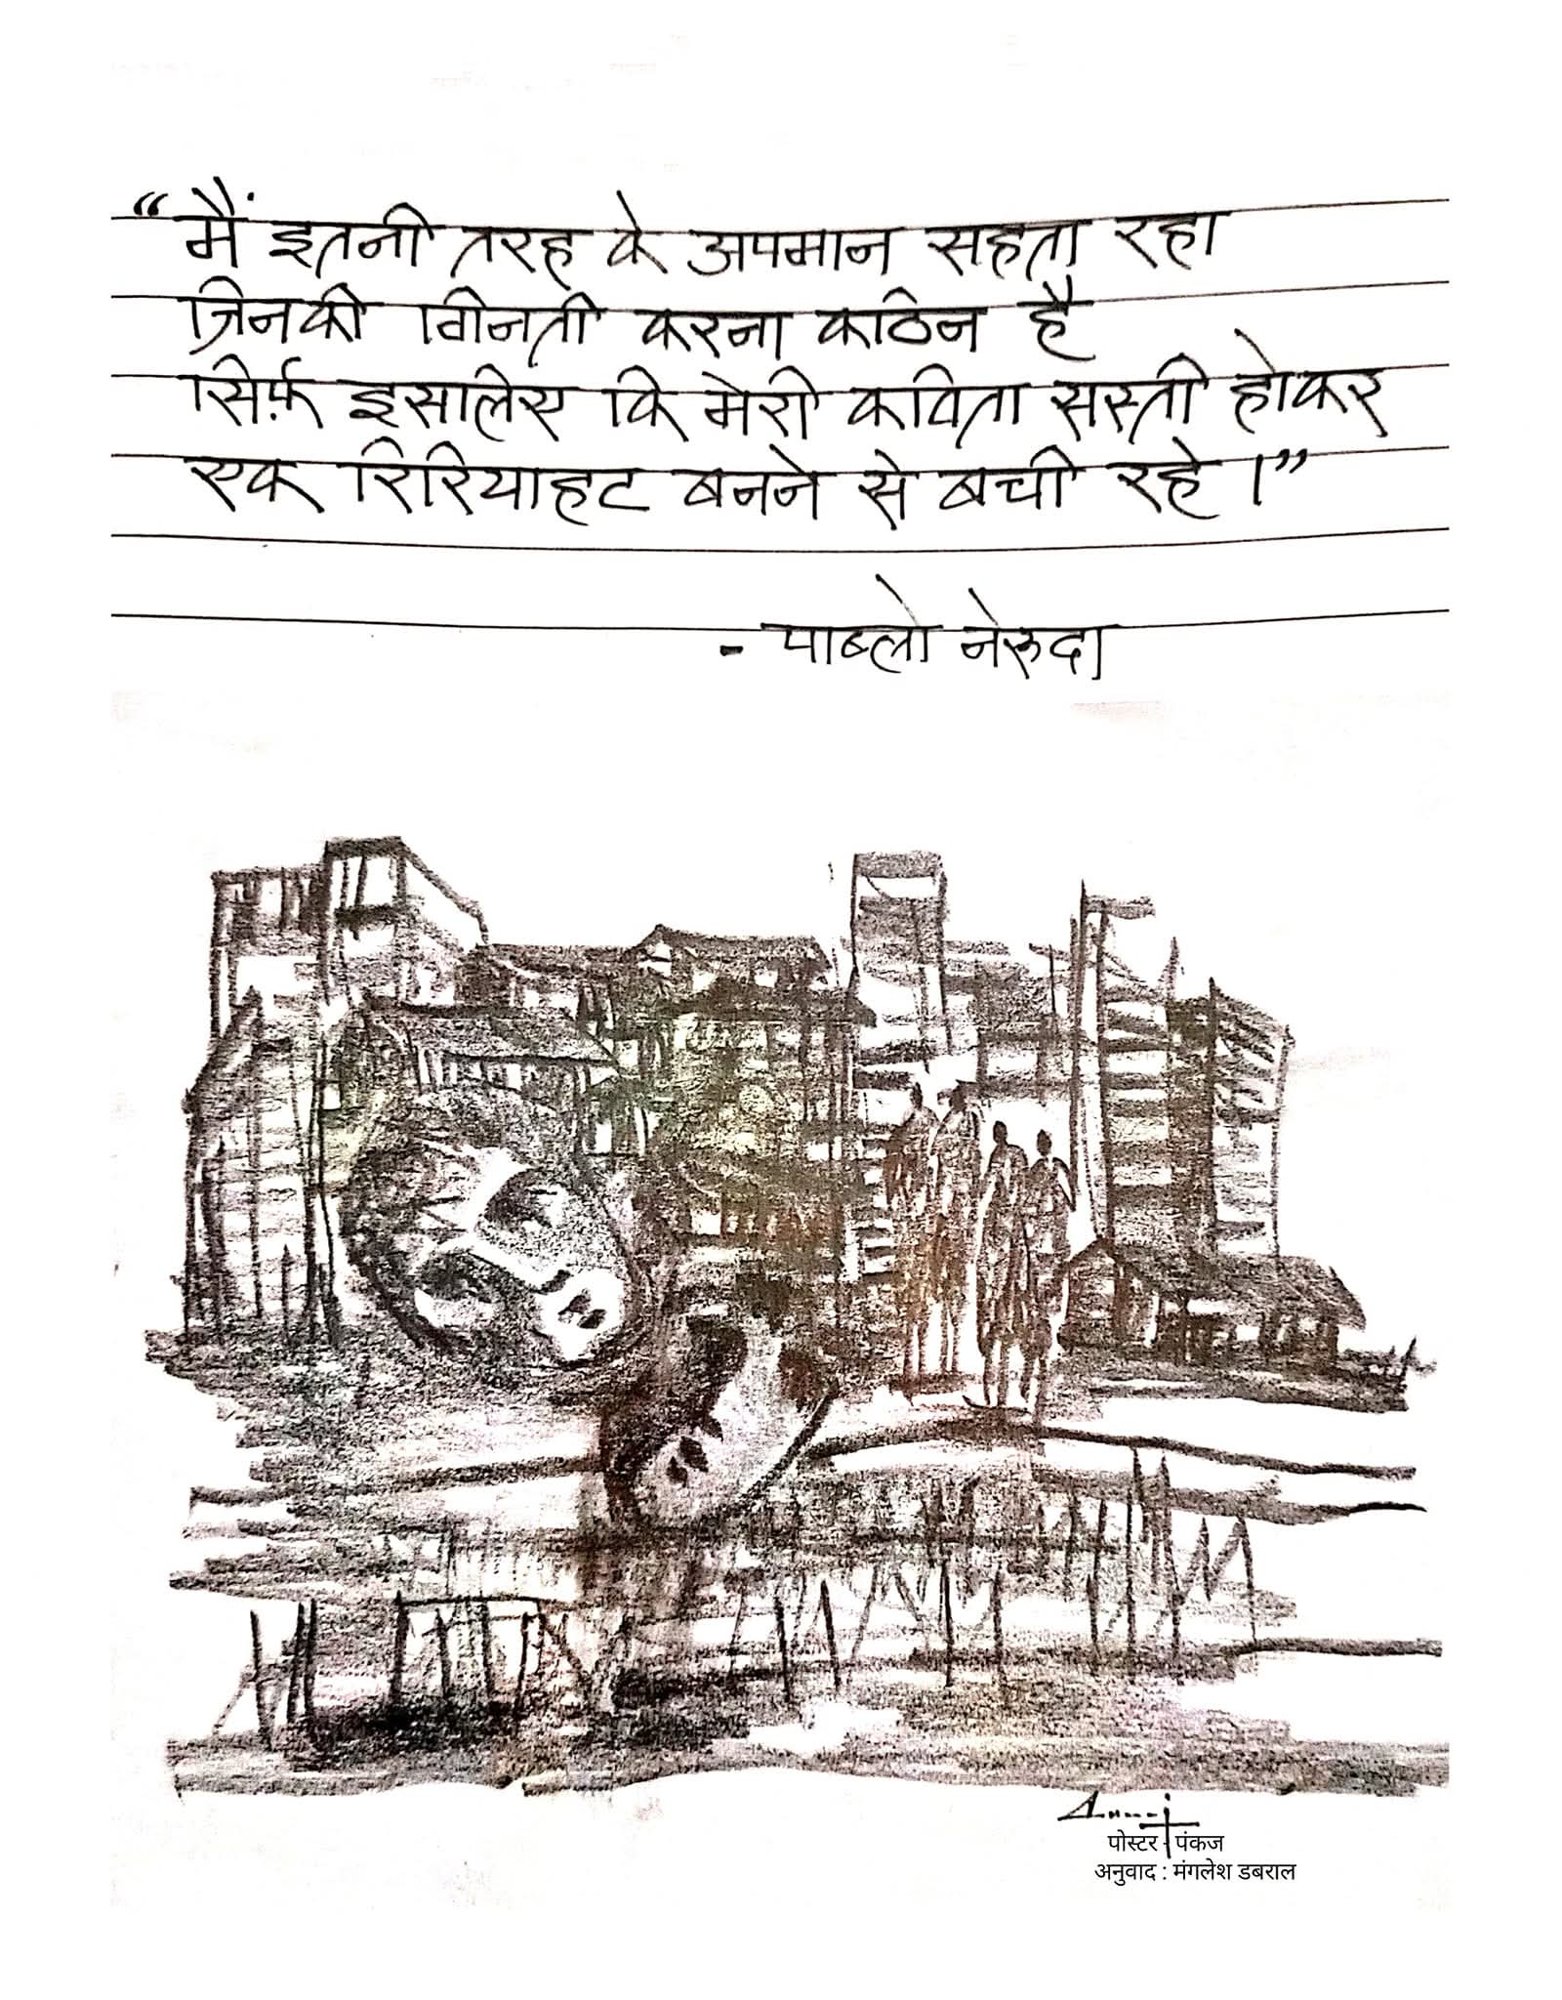 “मैं इतनी तरह के अपमान सहता रहा
जिनकी गिनती करना कठिन है
सिर्फ़ इसलिए कि मेरी कविता सस्ती होकर
एक रिरियाहट बनने से बची रहे।”
- पाब्लो नेरुदा
पोस्टर पंकज
अनुवाद : मंगलेश डबराल